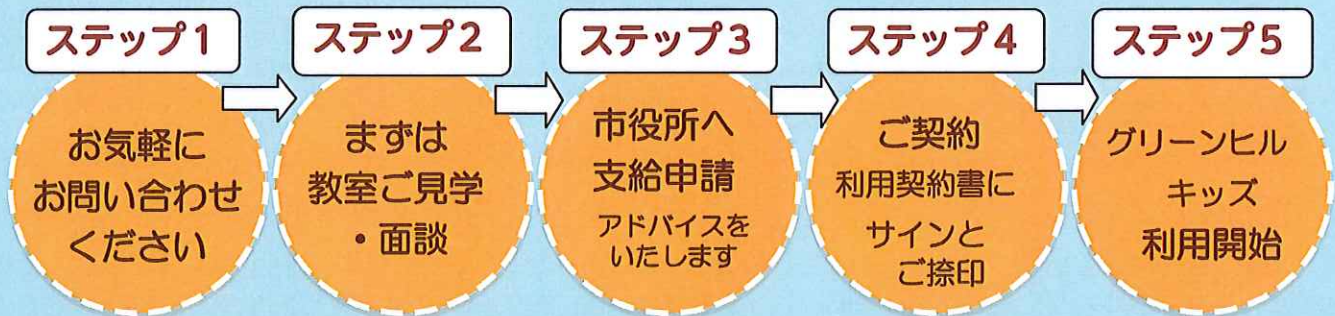 ステップ1
お気軽に
お問い合わせ
ください
ステップ2
まずは
教室ご見学
・面談
ステップ3
市役所へ
支給申請
アドバイスを
いたします
ステップ4
ご契約
利用契約書に
サインと
ご捺印
ステップ5
グリーンヒル
キッズ
利用開始